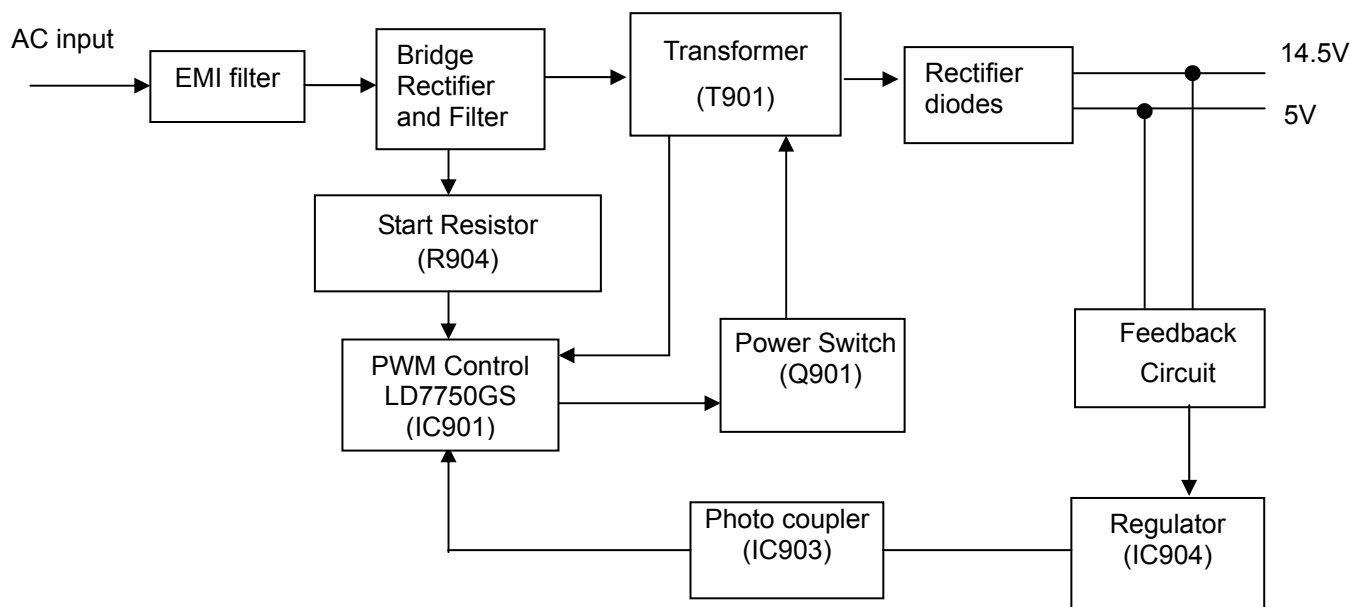 AC input
EMI filter
Bridge
Rectifier
and Filter
Transformer
(T901)
Rectifier
diodes
14.5V
5V
Start Resistor
(R904)
PWM Control
LD7750GS
(IC901)
Power Switch
(Q901)
Feedback
Circuit
Photo coupler
(IC903)
Regulator
(IC904)